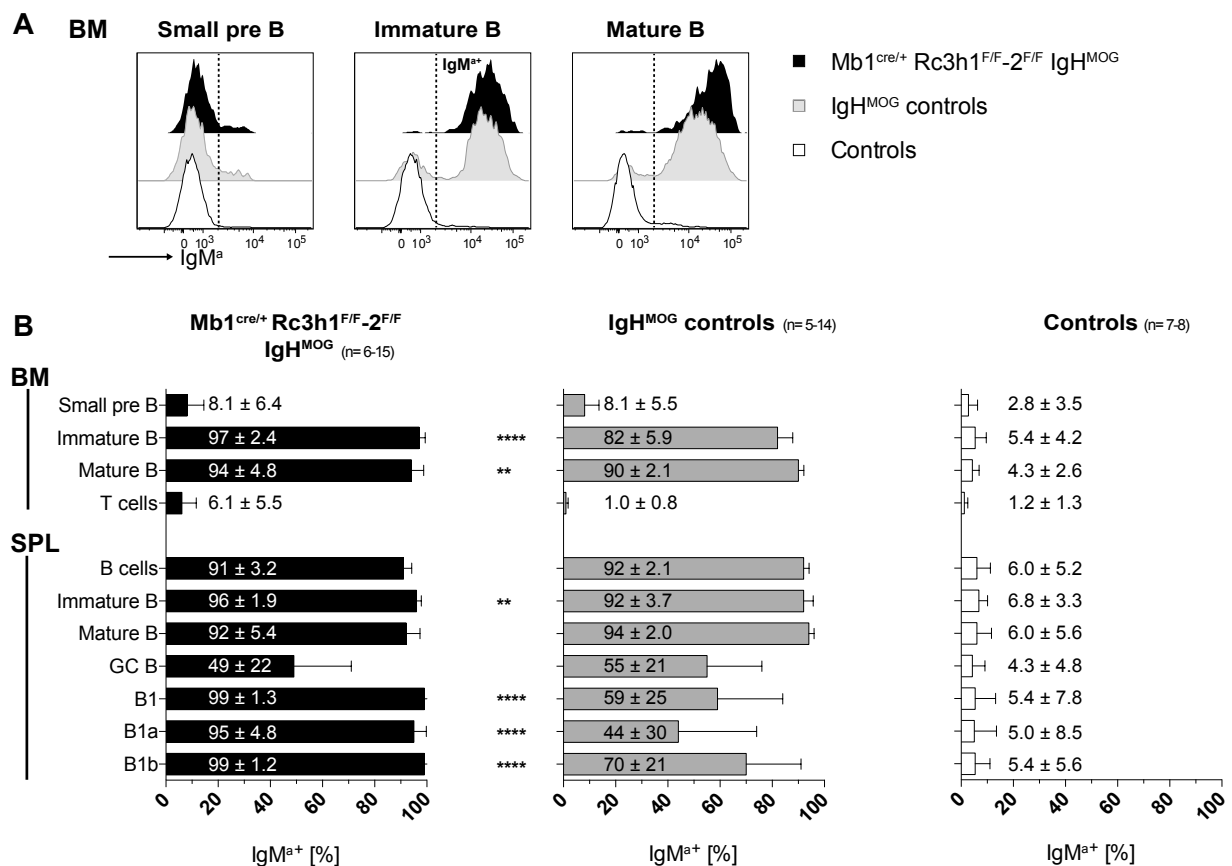 A
BM
Small pre B
Immature B
Mature B
IgMᵃ⁺
0 10³ 10⁴ 10⁵
0 10³ 10⁴ 10⁵
0 10³ 10⁴ 10⁵
IgMᵃ
Mb1ᶜʳᵉ/⁺ Rc3h1F/F-2F/F IgHMOG
IgHMOG controls
Controls
B
Mb1ᶜʳᵉ/⁺ Rc3h1F/F-2F/F
IgHMOG (n= 6-15)
IgHMOG controls (n= 5-14)
Controls (n= 7-8)
BM
Small pre B 8.1 ± 6.4 8.1 ± 5.5 2.8 ± 3.5
Immature B 97 ± 2.4 **** 82 ± 5.9 5.4 ± 4.2
Mature B 94 ± 4.8 ** 90 ± 2.1 4.3 ± 2.6
T cells 6.1 ± 5.5 1.0 ± 0.8 1.2 ± 1.3
SPL
B cells 91 ± 3.2 92 ± 2.1 6.0 ± 5.2
Immature B 96 ± 1.9 ** 92 ± 3.7 6.8 ± 3.3
Mature B 92 ± 5.4 94 ± 2.0 6.0 ± 5.6
GC B 49 ± 22 55 ± 21 4.3 ± 4.8
B1 99 ± 1.3 **** 59 ± 25 5.4 ± 7.8
B1a 95 ± 4.8 **** 44 ± 30 5.0 ± 8.5
B1b 99 ± 1.2 **** 70 ± 21 5.4 ± 5.6
0 20 40 60 80 100
0 20 40 60 80 100
0 20 40 60 80 100
IgMᵃ⁺ [%]
IgMᵃ⁺ [%]
IgMᵃ⁺ [%]